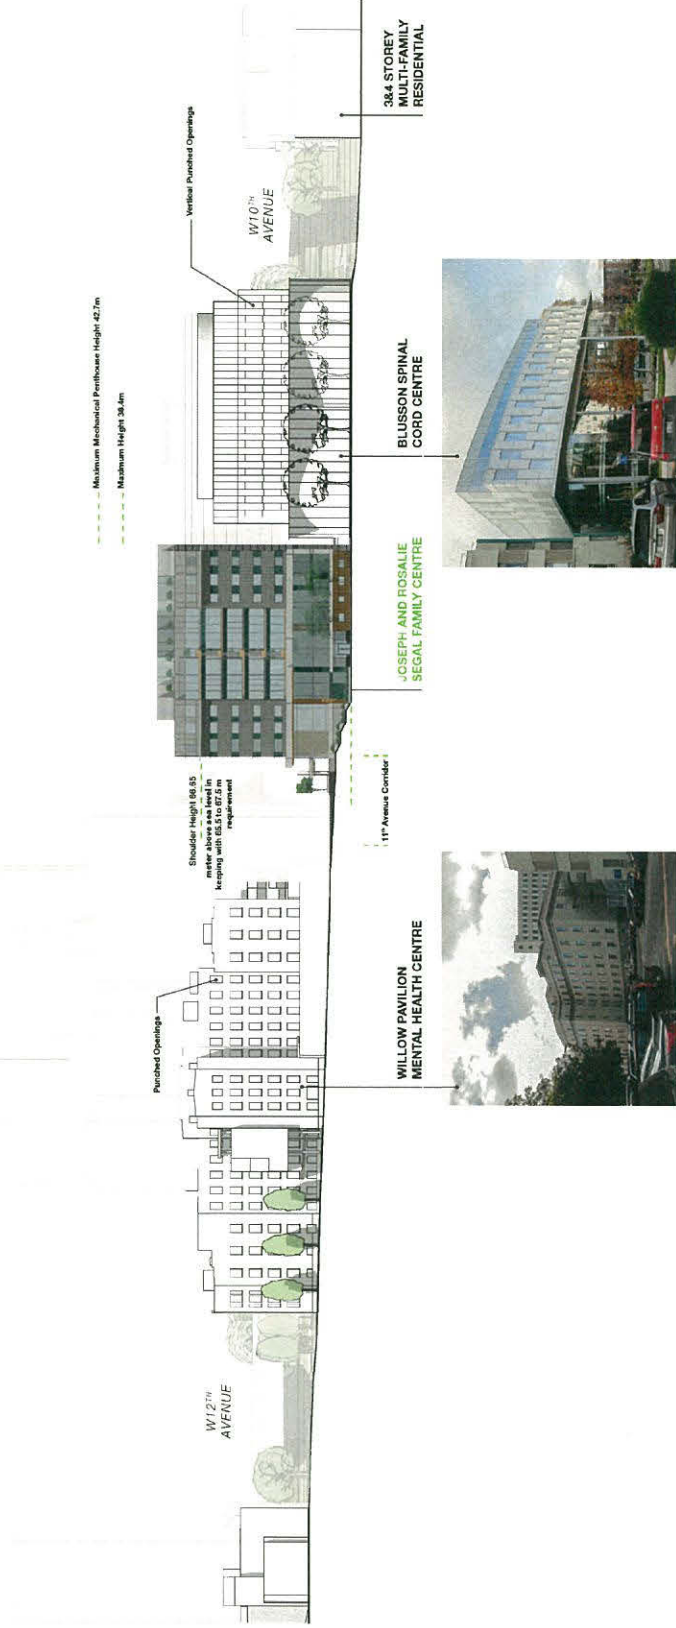 W12TH
AVENUE
Punched Openings
WILLOW PAVILION
MENTAL HEALTH CENTRE
Shoulder Height 66.65
meter above sea level in
keeping with 65.5 to 67.5 m
requirement
11th Avenue Corridor
JOSEPH AND ROSALIE
SEGAL FAMILY CENTRE
Maximum Mechanical Penthouse Height 42.7m
Maximum Height 38.4m
BLUSSON SPINAL
CORD CENTRE
Vertical Punched Openings
W10TH
AVENUE
3&4 STOREY
MULTI-FAMILY
RESIDENTIAL